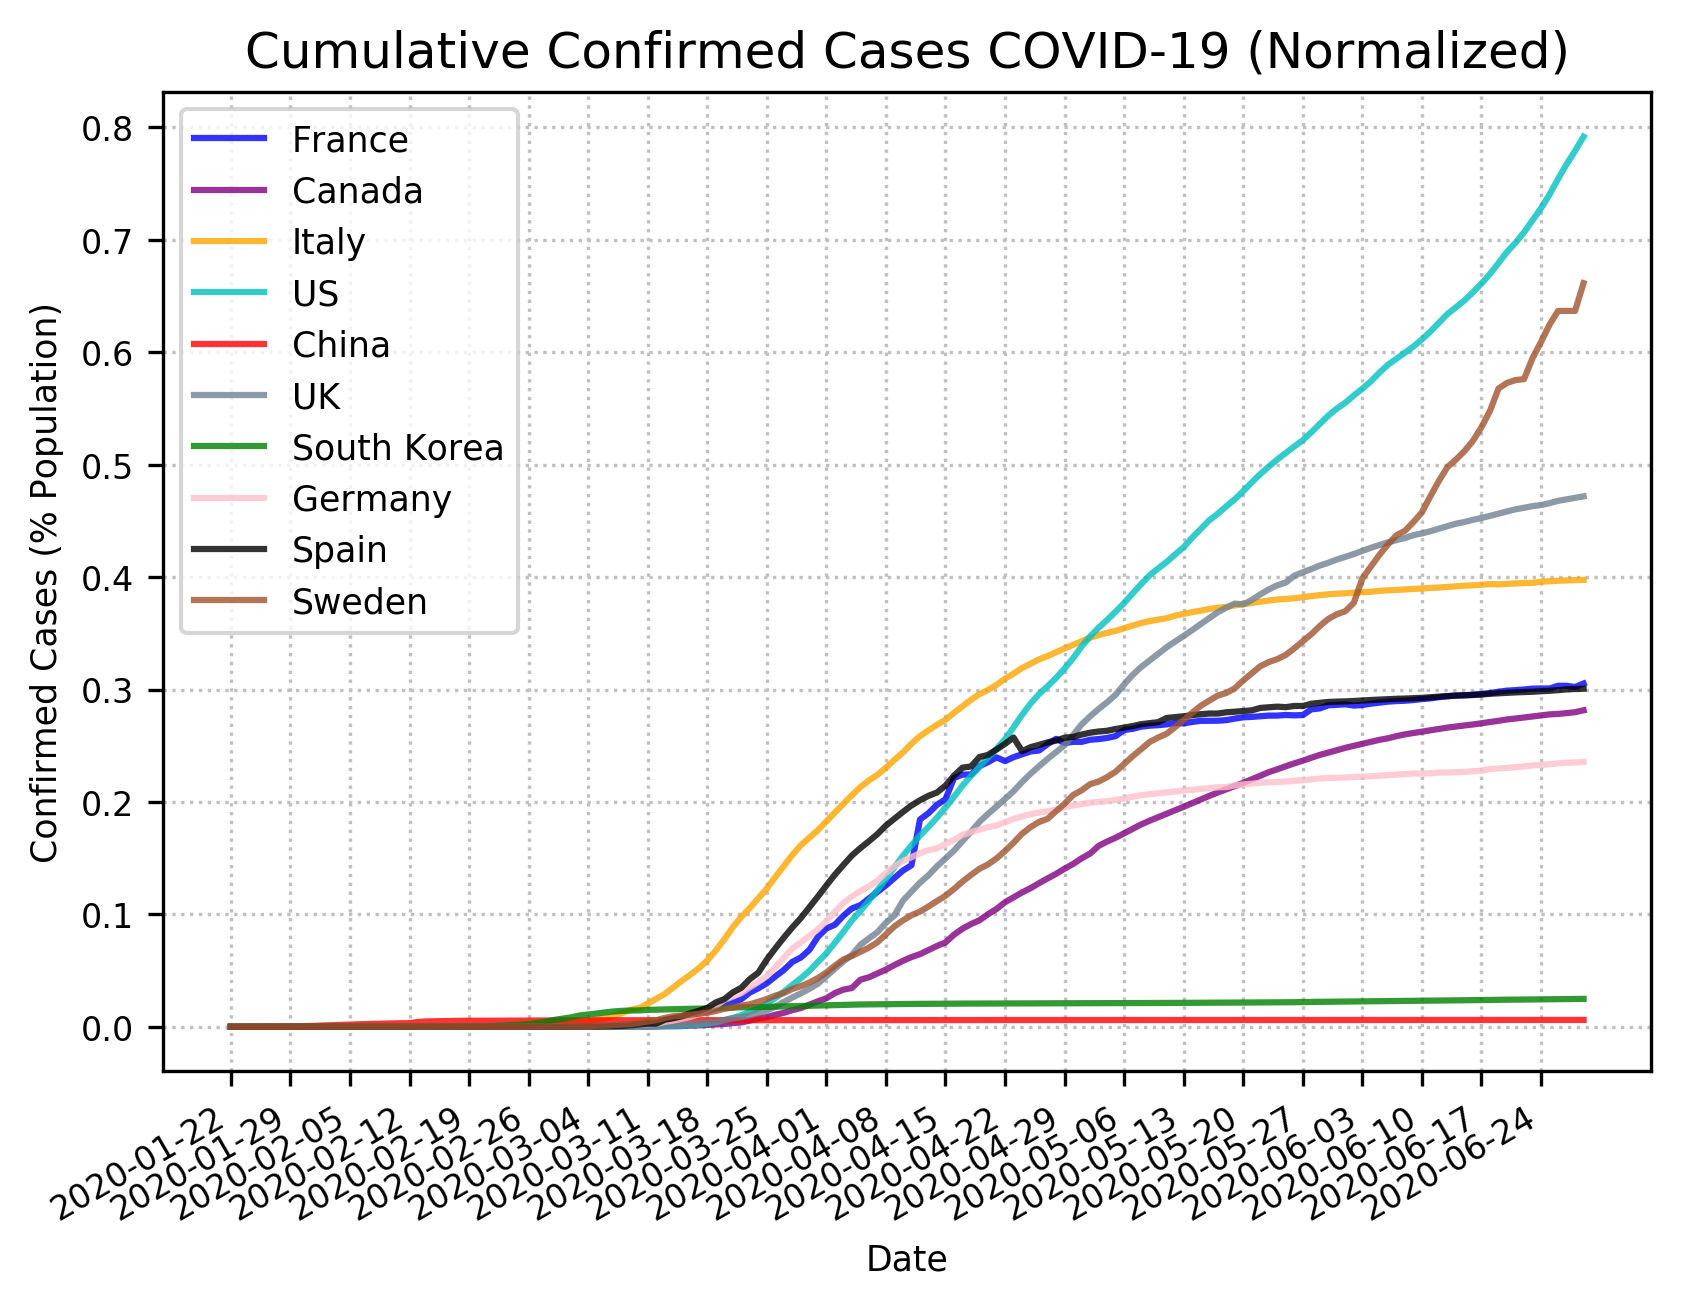 Cumulative Confirmed Cases COVID-19 (Normalized)
France
Canada
Italy
US
China
UK
South Korea
Germany
Spain
Sweden
Confirmed Cases (% Population)
0.8
0.7
0.6
0.5
0.4
0.3
0.2
0.1
0.0
2020-01-22
2020-01-29
2020-02-05
2020-02-12
2020-02-19
2020-02-26
2020-03-04
2020-03-11
2020-03-18
2020-03-25
2020-04-01
2020-04-08
2020-04-15
2020-04-22
2020-04-29
2020-05-06
2020-05-13
2020-05-20
2020-05-27
2020-06-03
2020-06-10
2020-06-17
2020-06-24
Date